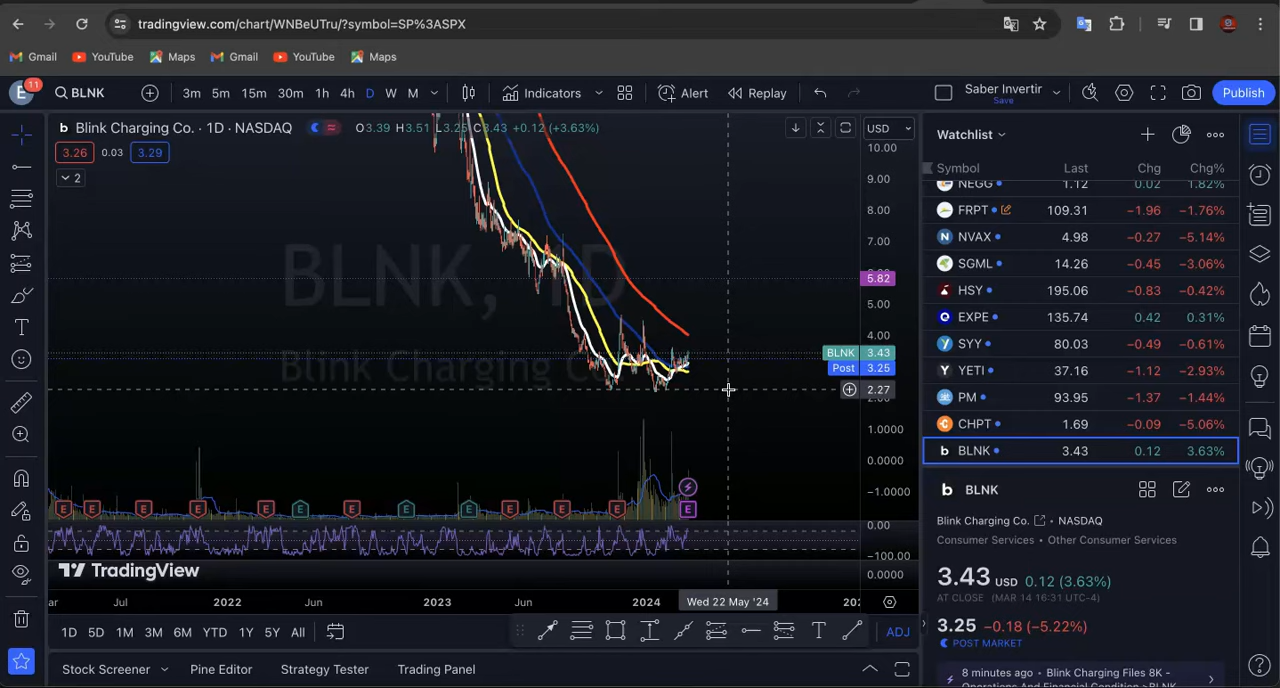 tradingview.com/chart/WNBeUTru/?symbol=SP%3ASPX
Gmail YouTube Maps Gmail YouTube Maps
E 11 BLNK 3m 5m 15m 30m 1h 4h D W M Indicators Alert Replay Saber Invertir Save Publish
b Blink Charging Co. · 1D · NASDAQ O3.39 H3.51 L3.25 C3.43 +0.12 (+3.63%) USD
3.26 0.03 3.29
2
BLNK, 1D
Blink Charging Co.
10.00
9.00
8.00
7.00
5.82
5.00
4.00
BLNK 3.43
Post 3.25
2.27
1.0000
0.0000
-1.0000
0.00
-100.00
0.0000
E E E E E E E E E E E E E
TradingView
Jul 2022 Jun 2023 Jun 2024 Wed 22 May '24
1D 5D 1M 3M 6M YTD 1Y 5Y All ADJ
Stock Screener Pine Editor Strategy Tester Trading Panel
Watchlist
Symbol Last Chg Chg%
NEGG 1.12 0.02 1.82%
FRPT 109.31 −1.96 −1.76%
NVAX 4.98 −0.27 −5.14%
SGML 14.26 −0.45 −3.06%
HSY 195.06 −0.83 −0.42%
EXPE 135.74 0.42 0.31%
SYY 80.03 −0.49 −0.61%
YETI 37.16 −1.12 −2.93%
PM 93.95 −1.37 −1.44%
CHPT 1.69 −0.09 −5.06%
b BLNK 3.43 0.12 3.63%
b BLNK
Blink Charging Co. • NASDAQ
Consumer Services • Other Consumer Services
3.43 USD 0.12 (3.63%)
AT CLOSE (MAR 14 16:31 UTC-4)
3.25 −0.18 (−5.22%)
POST MARKET
8 minutes ago • Blink Charging Files 8K -
Operations And Financial Condition >BLNK